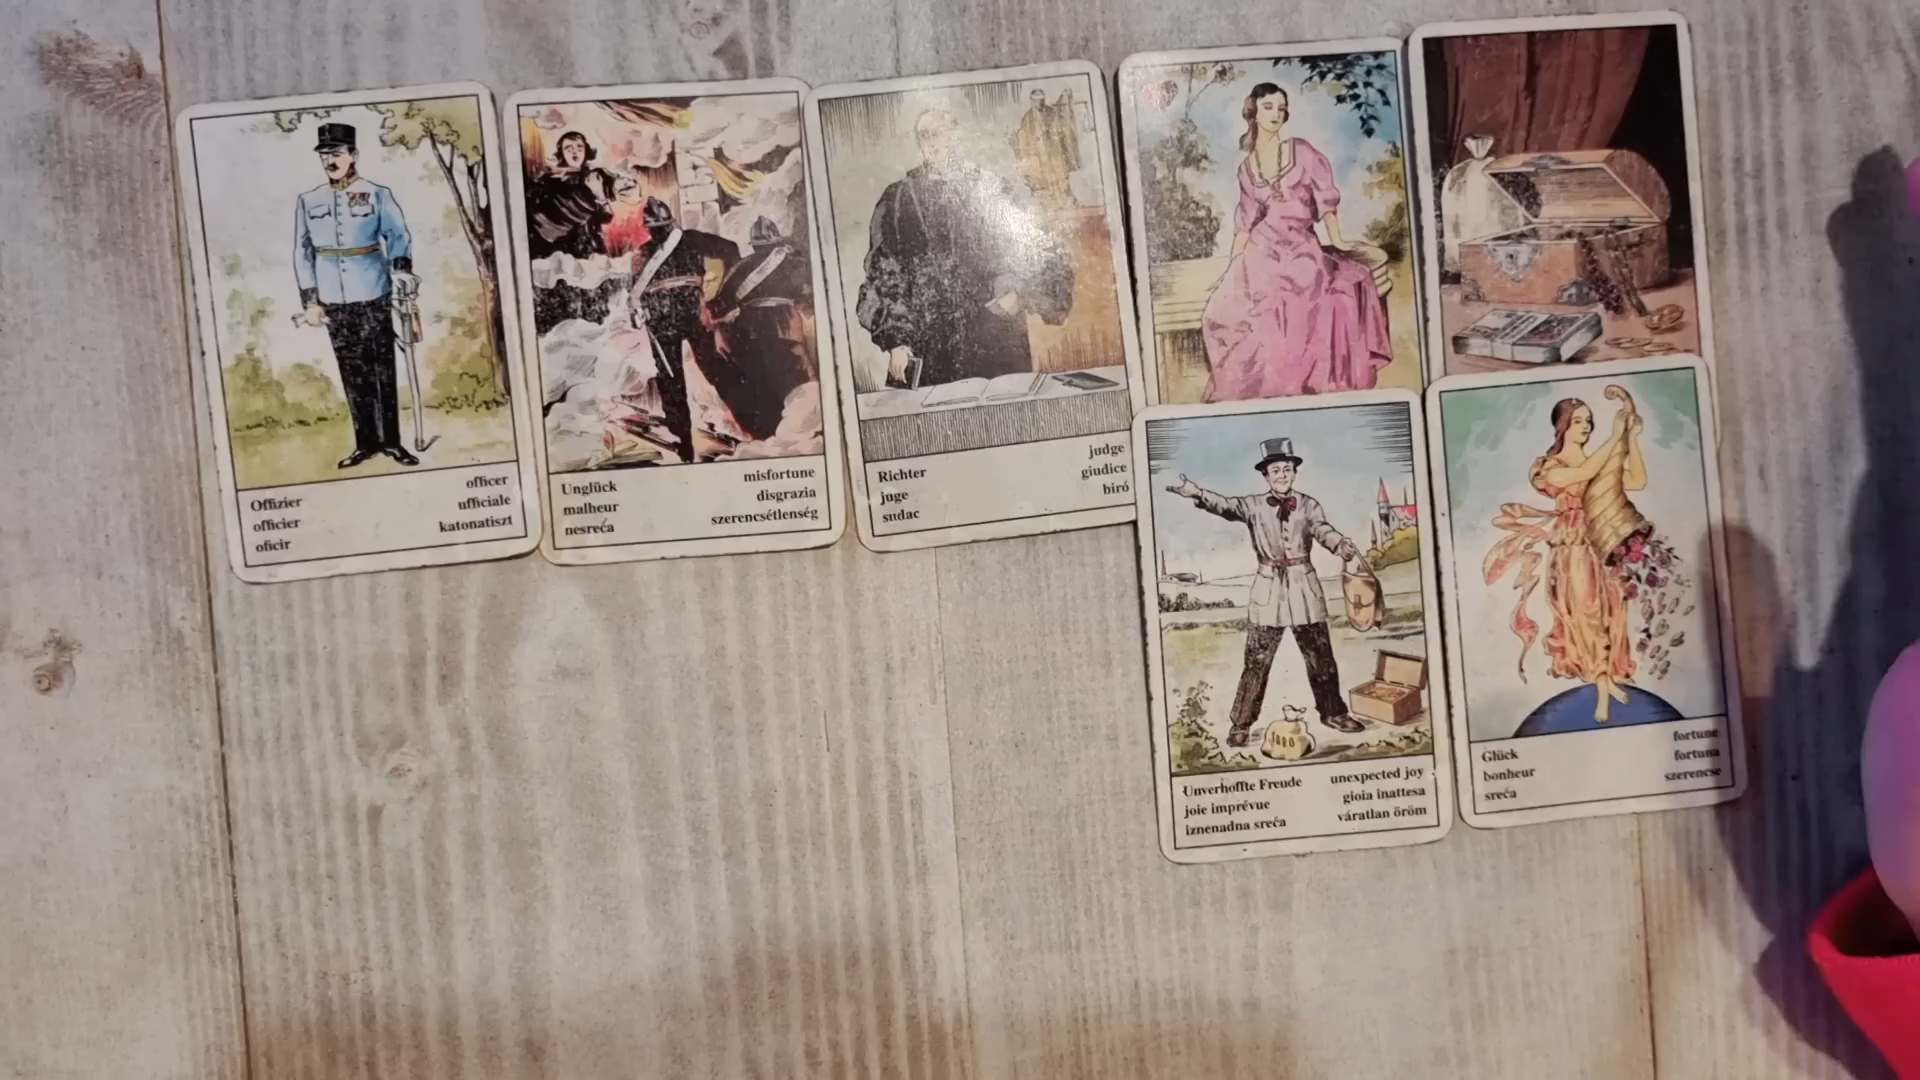 Offizier
officier
oficir
officer
ufficiale
katonatiszt
Unglück
malheur
nesreća
misfortune
disgrazia
szerencsétlenség
Richter
juge
sudac
judge
giudice
biró
1000
Unverhoffte Freude
joie imprévue
iznenadna sreća
unexpected joy
gioia inattesa
váratlan öröm
Glück
bonheur
sreća
fortune
fortuna
szerencse